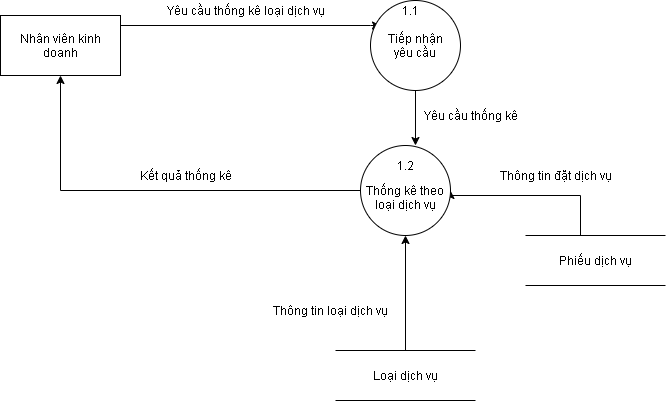 Yêu cầu thống kê loại dịch vụ
1.1
Tiếp nhận
yêu cầu
Nhân viên kinh
doanh
Yêu cầu thống kê
1.2
Thống kê theo
loại dịch vụ
Kết quả thống kê
Thông tin đặt dịch vụ
Phiếu dịch vụ
Thông tin loại dịch vụ
Loại dịch vụ